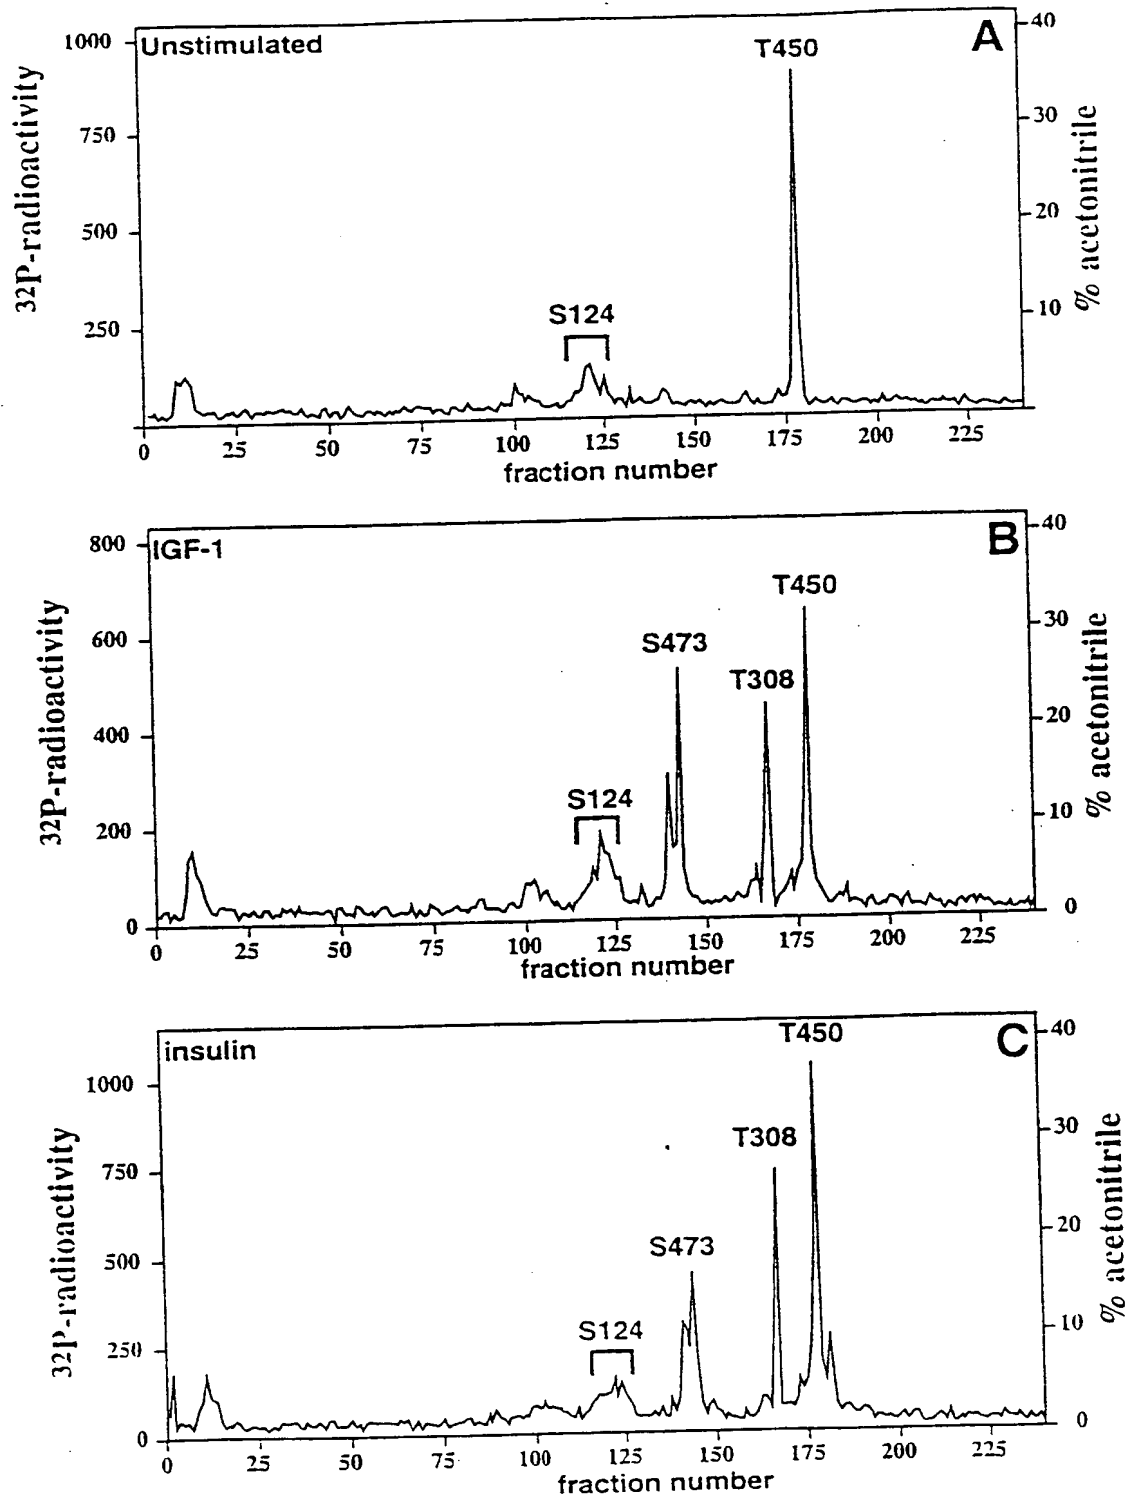 Unstimulated
A
T450
S124
1000
750
500
250
32P-radioactivity
40
30
20
10
% acetonitrile
0 25 50 75 100 125 150 175 200 225
fraction number
IGF-1
B
T450
S473
T308
S124
800
600
400
200
0
32P-radioactivity
40
30
20
10
0
% acetonitrile
0 25 50 75 100 125 150 175 200 225
fraction number
insulin
C
T450
T308
S473
S124
1000
750
500
250
0
32P-radioactivity
40
30
20
10
0
% acetonitrile
0 25 50 75 100 125 150 175 200 225
fraction number